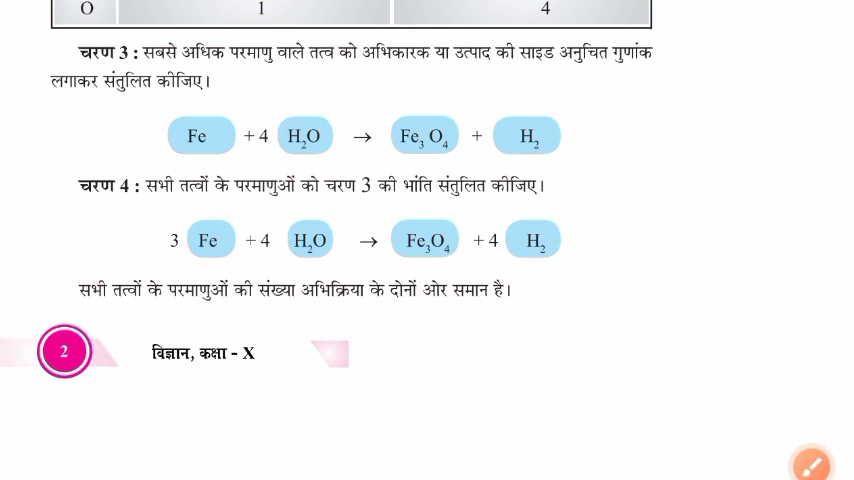 O 1 4
चरण 3 : सबसे अधिक परमाणु वाले तत्व को अभिकारक या उत्पाद की साइड अनुचित गुणांक
लगाकर संतुलित कीजिए।
Fe + 4 H₂O → Fe₃ O₄ + H₂
चरण 4 : सभी तत्वों के परमाणुओं को चरण 3 की भांति संतुलित कीजिए।
3 Fe + 4 H₂O → Fe₃O₄ + 4 H₂
सभी तत्वों के परमाणुओं की संख्या अभिक्रिया के दोनों ओर समान है।
2 विज्ञान, कक्षा - X